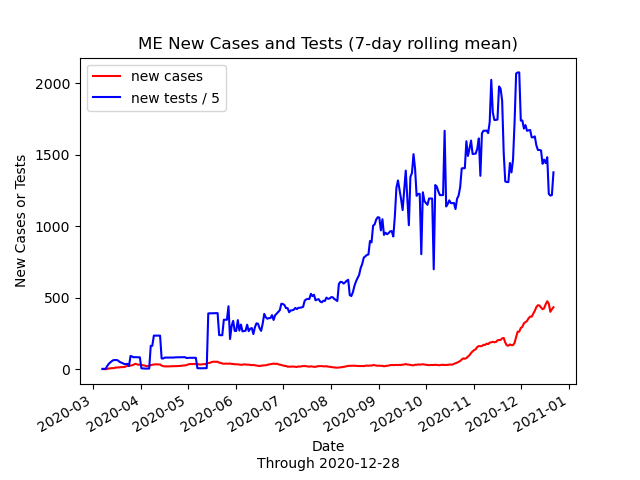 ME New Cases and Tests (7-day rolling mean)
new cases
new tests / 5
New Cases or Tests
2000
1500
1000
500
0
2020-03
2020-04
2020-05
2020-06
2020-07
2020-08
2020-09
2020-10
2020-11
2020-12
2021-01
Date
Through 2020-12-28